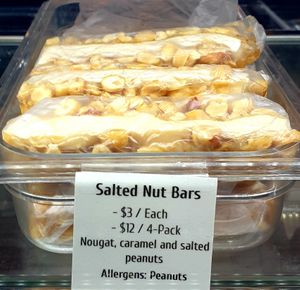 Salted Nut Bars
- $3 / Each
- $12 / 4-Pack
Nougat, caramel and salted
peanuts
Allergens: Peanuts